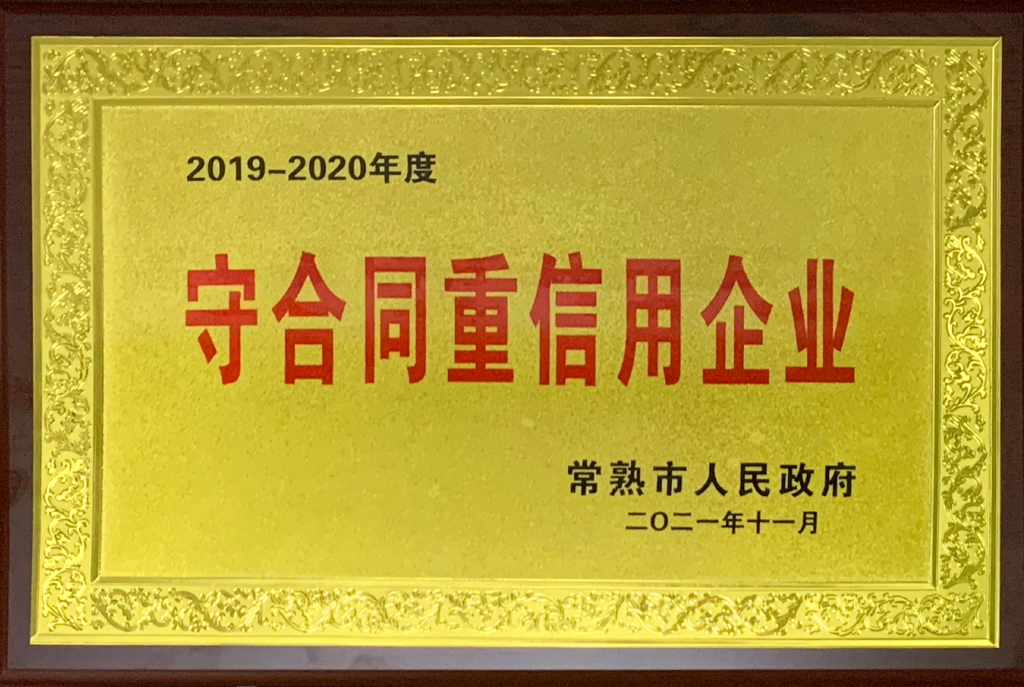 2019-2020年度
守合同重信用企业
常熟市人民政府
二〇二一年十一月